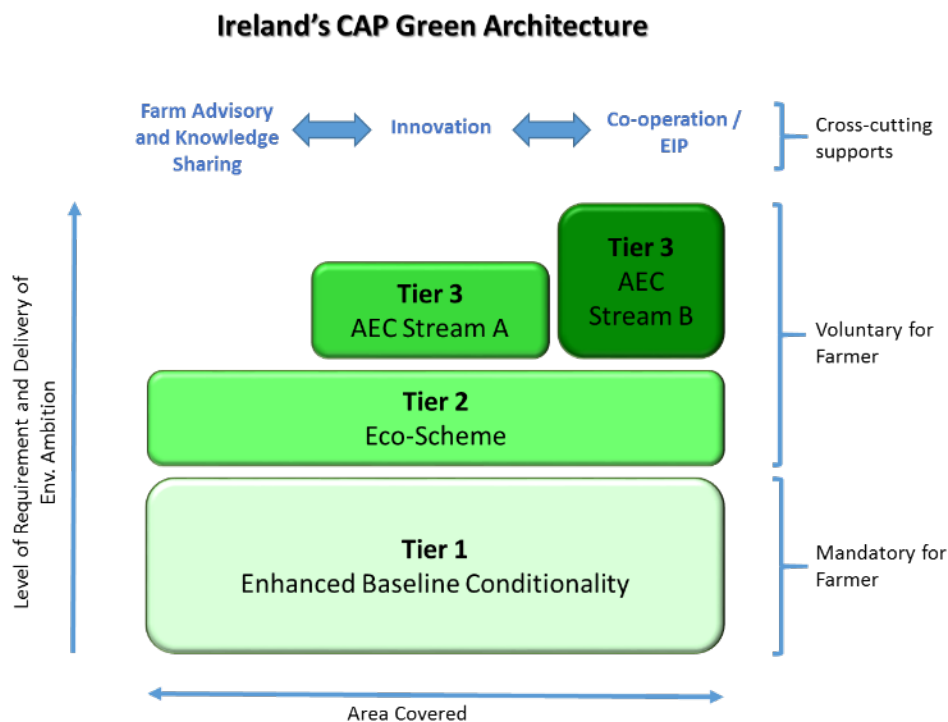 Ireland's CAP Green Architecture
Farm Advisory
and Knowledge
Sharing
Innovation
Co-operation /
EIP
Cross-cutting
supports
Level of Requirement and Delivery of
Env. Ambition
Tier 3
AEC Stream A
Tier 3
AEC
Stream B
Voluntary for
Farmer
Tier 2
Eco-Scheme
Tier 1
Enhanced Baseline Conditionality
Mandatory for
Farmer
Area Covered